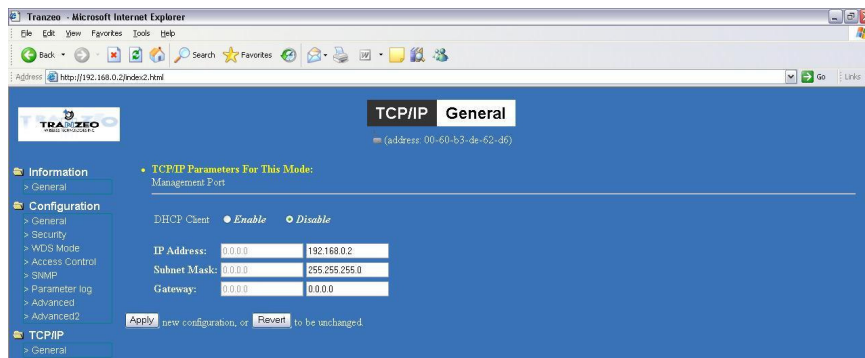 Tranzeo - Microsoft Internet Explorer
File Edit View Favorites Tools Help
Back Search Favorites
Address http://192.168.0.2/index2.html Go Links
TRANZEO
TCP/IP General
(address: 00-60-b3-de-62-d6)
Information
> General
Configuration
> General
> Security
> WDS Mode
> Access Control
> SNMP
> Parameter log
> Advanced
> Advanced2
TCP/IP
> General
• TCP/IP Parameters For This Mode:
Management Port
DHCP Client Enable Disable
IP Address: 0.0.0.0 192.168.0.2
Subnet Mask: 0.0.0.0 255.255.255.0
Gateway: 0.0.0.0 0.0.0.0
Apply new configuration, or Revert to be unchanged.